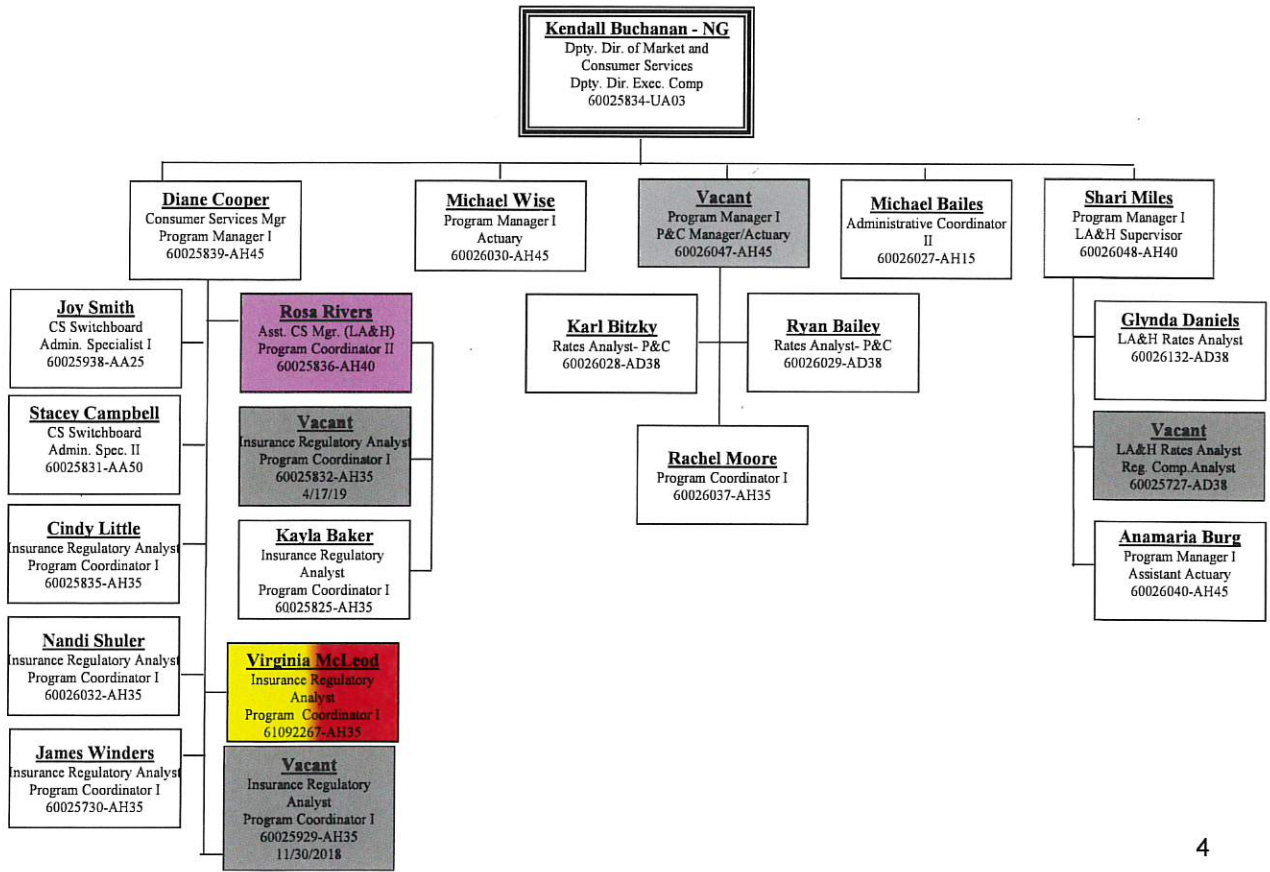 Kendall Buchanan - NG
Dpty. Dir. of Market and
Consumer Services
Dpty. Dir. Exec. Comp
60025834-UA03
Diane Cooper
Consumer Services Mgr
Program Manager I
60025839-AH45
Michael Wise
Program Manager I
Actuary
60026030-AH45
Vacant
Program Manager I
P&C Manager/Actuary
60026047-AH45
Michael Bailes
Administrative Coordinator
II
60026027-AH15
Shari Miles
Program Manager I
LA&H Supervisor
60026048-AH40
Joy Smith
CS Switchboard
Admin. Specialist I
60025938-AA25
Rosa Rivers
Asst. CS Mgr. (LA&H)
Program Coordinator II
60025836-AH40
Karl Bitzky
Rates Analyst- P&C
60026028-AD38
Ryan Bailey
Rates Analyst- P&C
60026029-AD38
Glynda Daniels
LA&H Rates Analyst
60026132-AD38
Stacey Campbell
CS Switchboard
Admin. Spec. II
60025831-AA50
Vacant
Insurance Regulatory Analyst
Program Coordinator I
60025832-AH35
4/17/19
Rachel Moore
Program Coordinator I
60026037-AH35
Vacant
LA&H Rates Analyst
Reg. Comp.Analyst
60025727-AD38
Cindy Little
Insurance Regulatory Analyst
Program Coordinator I
60025835-AH35
Kayla Baker
Insurance Regulatory
Analyst
Program Coordinator I
60025825-AH35
Anamaria Burg
Program Manager I
Assistant Actuary
60026040-AH45
Nandi Shuler
Insurance Regulatory Analyst
Program Coordinator I
60026032-AH35
Virginia McLeod
Insurance Regulatory
Analyst
Program Coordinator I
61092267-AH35
James Winders
Insurance Regulatory Analyst
Program Coordinator I
60025730-AH35
Vacant
Insurance Regulatory
Analyst
Program Coordinator I
60025929-AH35
11/30/2018
4